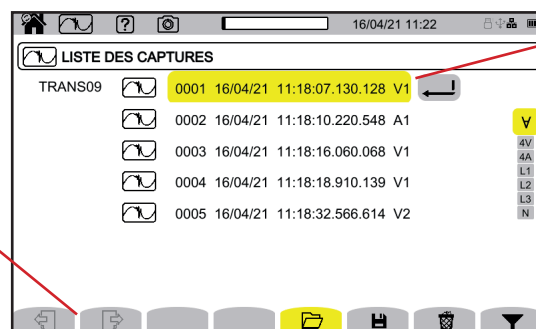 ? 16/04/21 11:22
LISTE DES CAPTURES
TRANS09 0001 16/04/21 11:18:07.130.128 V1
0002 16/04/21 11:18:10.220.548 A1
0003 16/04/21 11:18:16.060.068 V1
0004 16/04/21 11:18:18.910.139 V1
0005 16/04/21 11:18:32.566.614 V2
∀
4V
4A
L1
L2
L3
N